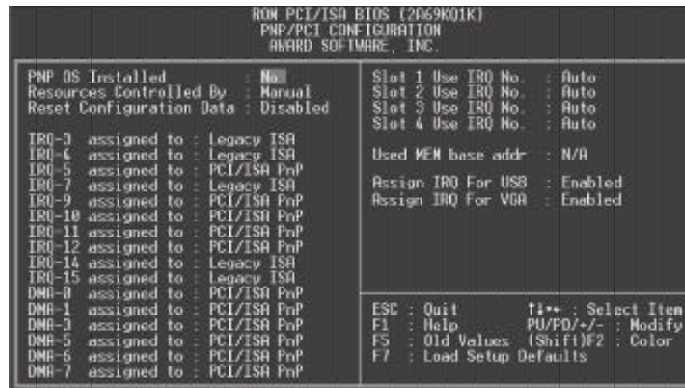 ROM PCI/ISA BIOS (2A69K01K)
PNP/PCI CONFIGURATION
AWARD SOFTWARE, INC.
PNP OS Installed : No
Resources Controlled By : Manual
Reset Configuration Data : Disabled
IRQ-3 assigned to : Legacy ISA
IRQ-4 assigned to : Legacy ISA
IRQ-5 assigned to : PCI/ISA PnP
IRQ-7 assigned to : Legacy ISA
IRQ-9 assigned to : PCI/ISA PnP
IRQ-10 assigned to : PCI/ISA PnP
IRQ-11 assigned to : PCI/ISA PnP
IRQ-12 assigned to : PCI/ISA PnP
IRQ-14 assigned to : Legacy ISA
IRQ-15 assigned to : Legacy ISA
DMA-0 assigned to : PCI/ISA PnP
DMA-1 assigned to : PCI/ISA PnP
DMA-3 assigned to : PCI/ISA PnP
DMA-5 assigned to : PCI/ISA PnP
DMA-6 assigned to : PCI/ISA PnP
DMA-7 assigned to : PCI/ISA PnP
Slot 1 Use IRQ No. : Auto
Slot 2 Use IRQ No. : Auto
Slot 3 Use IRQ No. : Auto
Slot 4 Use IRQ No. : Auto
Used MEM base addr : N/A
Assign IRQ For USB : Enabled
Assign IRQ For VGA : Enabled
ESC : Quit ↑↓→← : Select Item
F1 : Help PU/PD/+/- : Modify
F5 : Old Values (Shift)F2 : Color
F7 : Load Setup Defaults